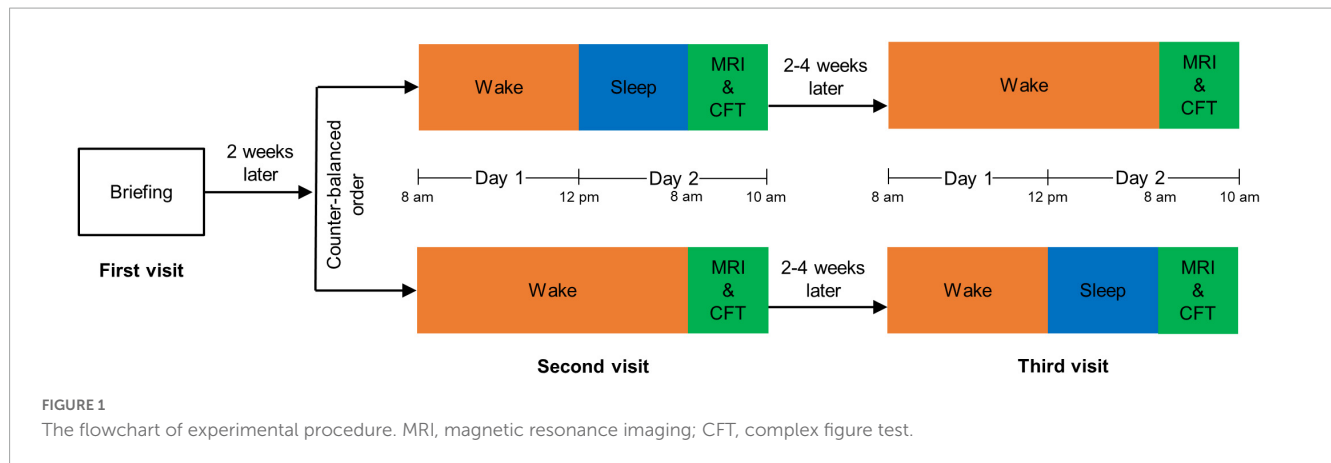 Briefing
First visit
2 weeks
later
Counter-balanced
order
Wake
Sleep
MRI
&
CFT
2-4 weeks
later
Wake
MRI
&
CFT
Day 1
Day 2
8 am
12 pm
8 am
10 am
Day 1
Day 2
8 am
12 pm
8 am
10 am
Wake
MRI
&
CFT
2-4 weeks
later
Wake
Sleep
MRI
&
CFT
Second visit
Third visit
FIGURE 1
The flowchart of experimental procedure. MRI, magnetic resonance imaging; CFT, complex figure test.